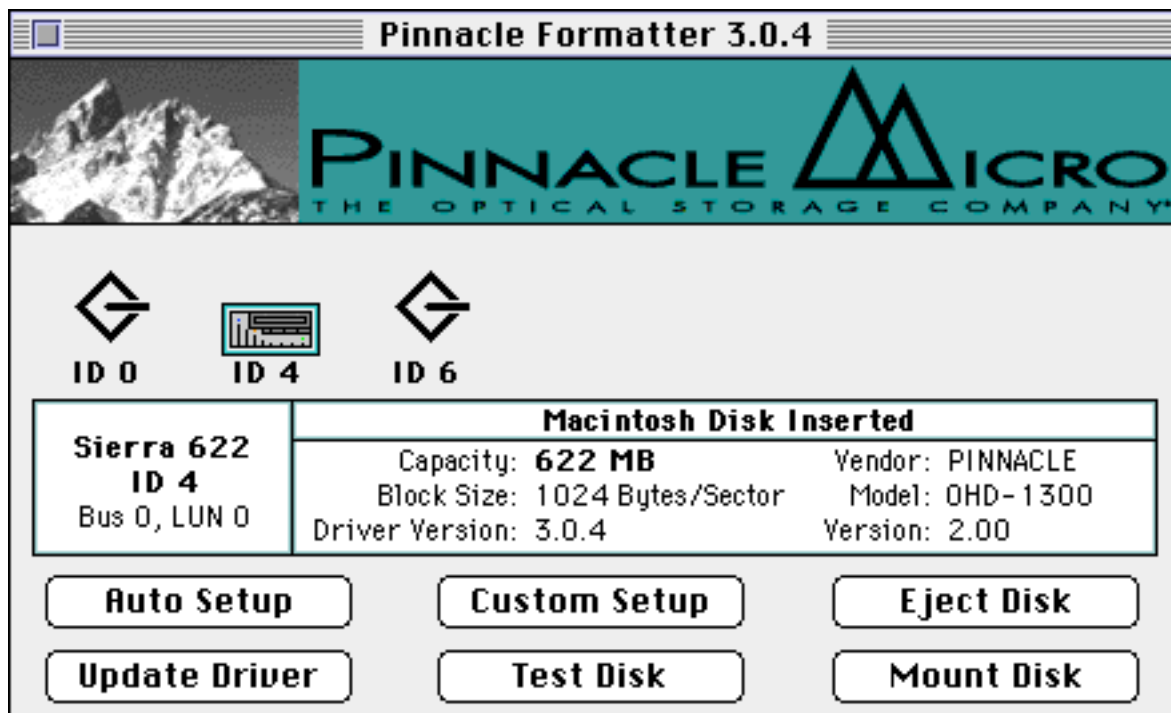 Pinnacle Formatter 3.0.4
PINNACLE MICRO
THE OPTICAL STORAGE COMPANY
ID 0 ID 4 ID 6
Sierra 622
ID 4
Bus 0, LUN 0
Macintosh Disk Inserted
Capacity: 622 MB Vendor: PINNACLE
Block Size: 1024 Bytes/Sector Model: OHD-1300
Driver Version: 3.0.4 Version: 2.00
Auto Setup Custom Setup Eject Disk
Update Driver Test Disk Mount Disk